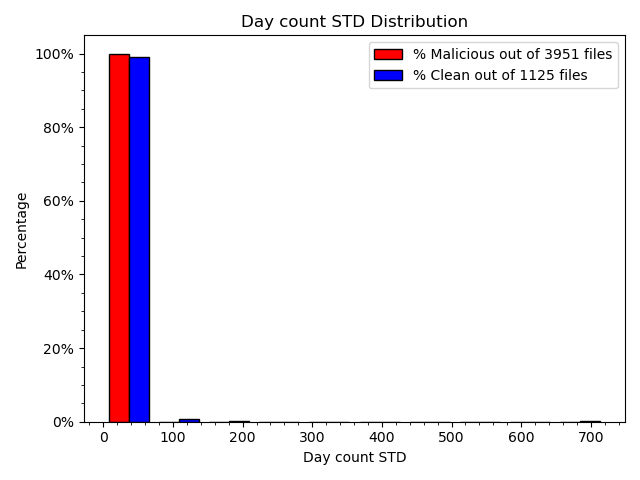 Day count STD Distribution
% Malicious out of 3951 files
% Clean out of 1125 files
100%
80%
60%
40%
20%
0%
Percentage
0 100 200 300 400 500 600 700
Day count STD